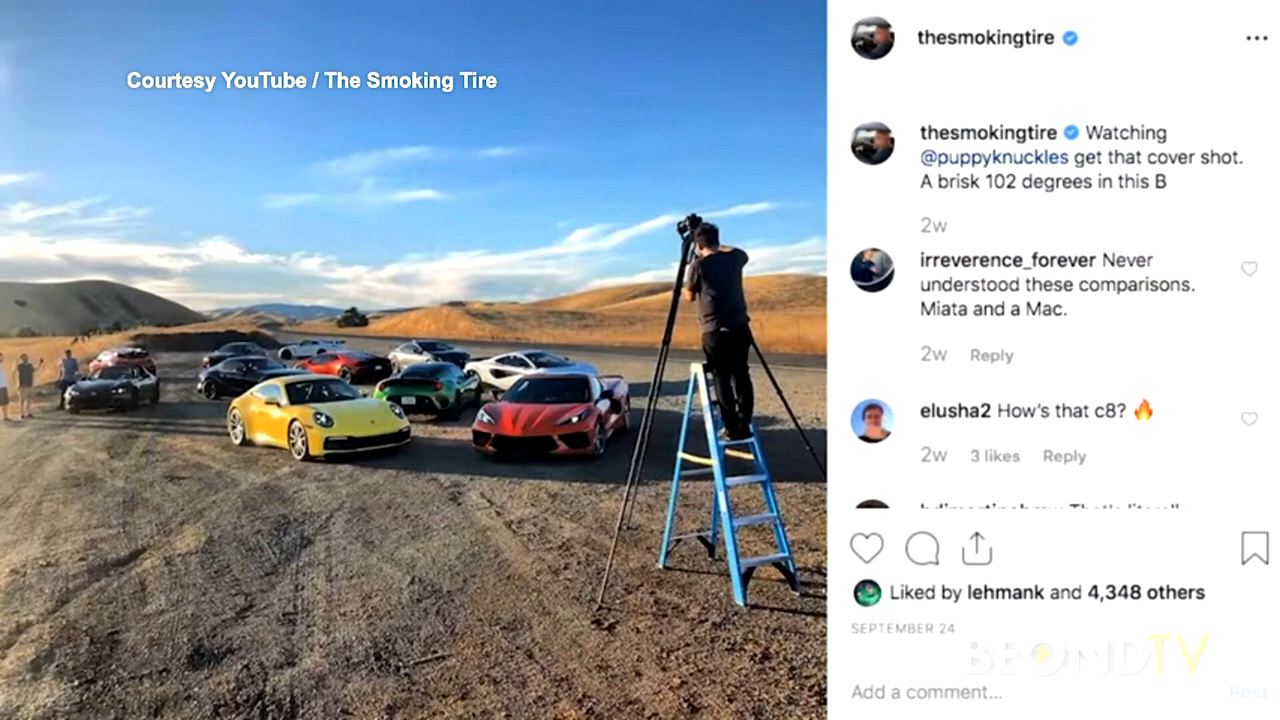 Courtesy YouTube / The Smoking Tire
thesmokingtire
thesmokingtire Watching
@puppyknuckles get that cover shot.
A brisk 102 degrees in this B
2w
irreverence_forever Never
understood these comparisons.
Miata and a Mac.
2w Reply
elusha2 How's that c8? 🔥
2w 3 likes Reply
Liked by lehmank and 4,348 others
SEPTEMBER 24
BEONDTV
Add a comment...
Post